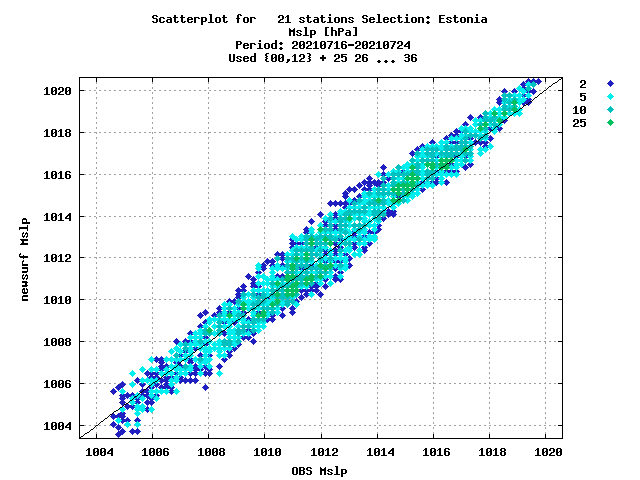 Scatterplot for   21 stations Selection: Estonia
Mslp [hPa]
Period: 20210716-20210724
Used {00,12} + 25 26 ... 36
2
5
10
25
1020
1018
1016
1014
1012
1010
1008
1006
1004
newsurf Mslp
1004 1006 1008 1010 1012 1014 1016 1018 1020
OBS Mslp